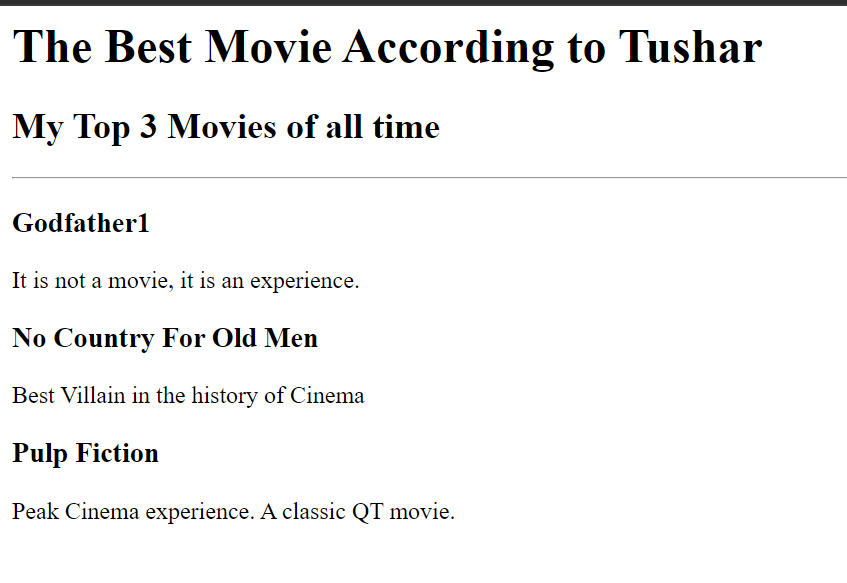 The Best Movie According to Tushar
My Top 3 Movies of all time
Godfather1
It is not a movie, it is an experience.
No Country For Old Men
Best Villain in the history of Cinema
Pulp Fiction
Peak Cinema experience. A classic QT movie.